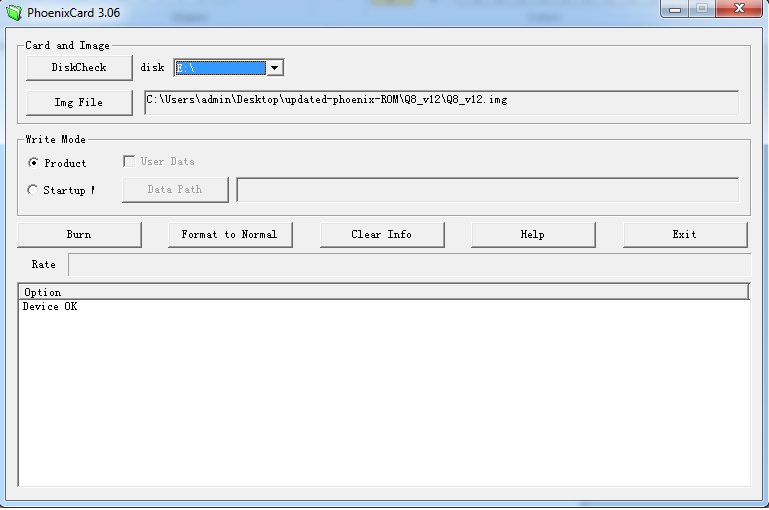 PhoenixCard 3.06
Card and Image
DiskCheck disk E:\
Img File C:\Users\admin\Desktop\updated-phoenix-ROM\Q8_v12\Q8_v12.img
Write Mode
Product User Data
Startup Data Path
Burn Format to Normal Clear Info Help Exit
Rate
Option
Device OK